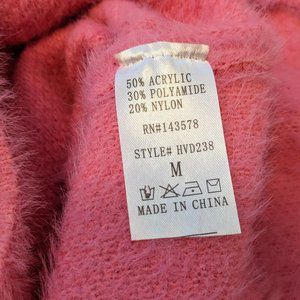 50% ACRYLIC
30% POLYAMIDE
20% NYLON
RN#143578
STYLE# HVD238
M
MADE IN CHINA